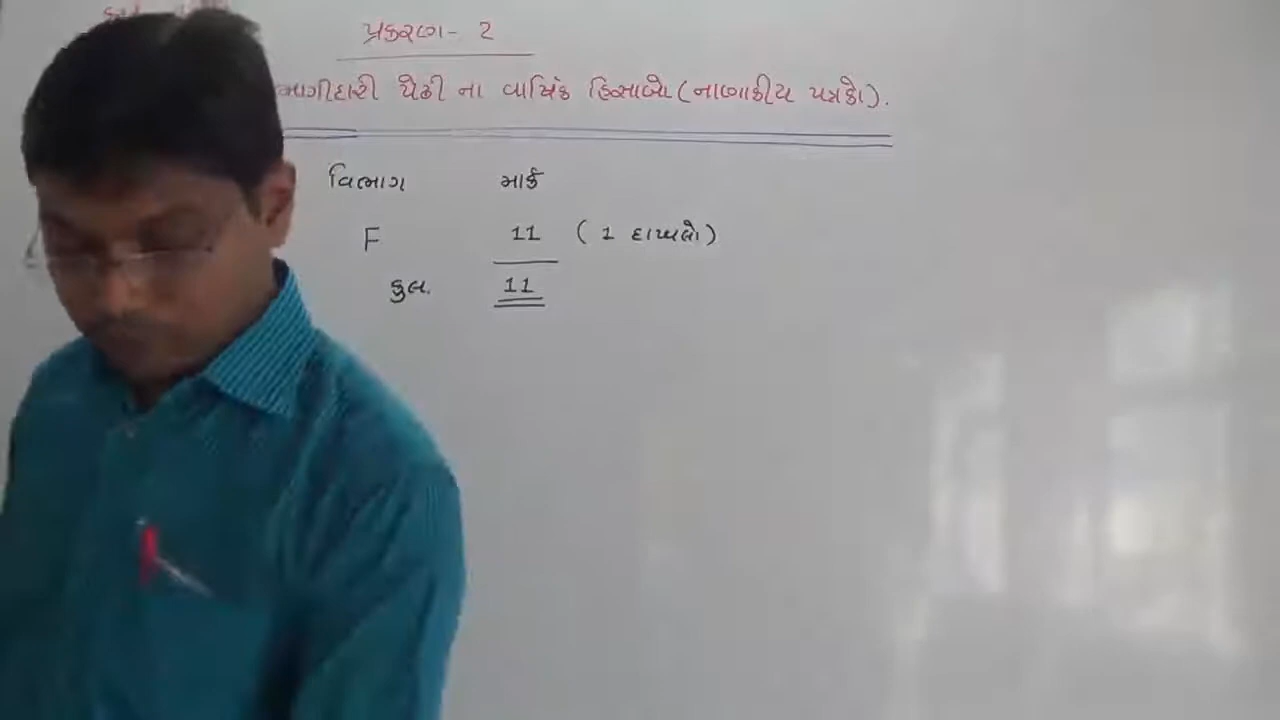 પ્રકરણ - 2
ભાગીદારી પેઢી ના વાર્ષિક હિસાબો (નાણાકીય પત્રકો).
વિભાગ માર્ક
F 11 ( 1 દાખલો )
કુલ. 11